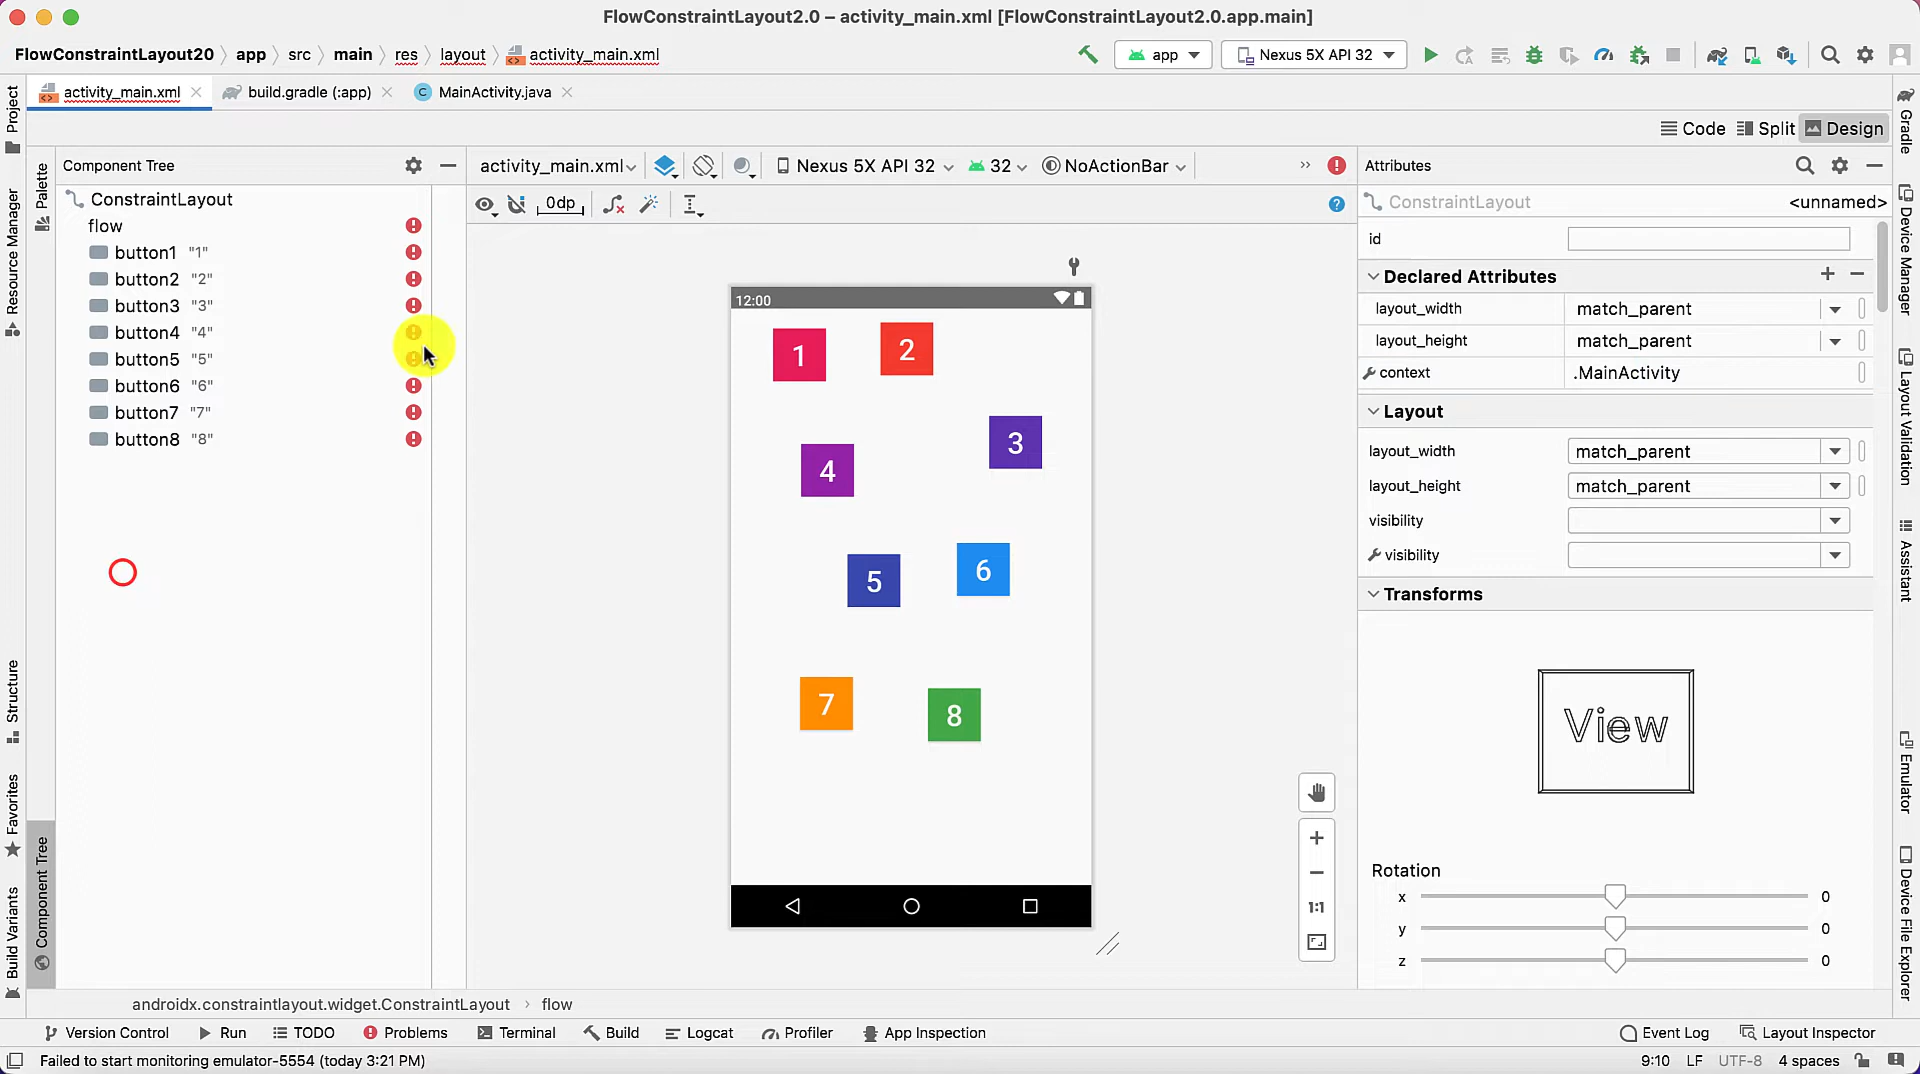 FlowConstraintLayout2.0 – activity_main.xml [FlowConstraintLayout2.0.app.main]
FlowConstraintLayout20 app src main res layout activity_main.xml app Nexus 5X API 32
activity_main.xml build.gradle (:app) MainActivity.java
Code Split Design
Component Tree activity_main.xml Nexus 5X API 32 32 NoActionBar Attributes
ConstraintLayout 0dp ConstraintLayout <unnamed>
flow
button1 "1"
button2 "2"
button3 "3"
button4 "4"
button5 "5"
button6 "6"
button7 "7"
button8 "8"
12:00
1 2
3
4
5 6
7 8
1:1
id
Declared Attributes
layout_width match_parent
layout_height match_parent
context .MainActivity
Layout
layout_width match_parent
layout_height match_parent
visibility
visibility
Transforms
View
Rotation
x 0
y 0
z 0
Project
Resource Manager
Structure
Favorites
Build Variants
Palette
Component Tree
Gradle
Device Manager
Layout Validation
Assistant
Emulator
Device File Explorer
androidx.constraintlayout.widget.ConstraintLayout › flow
Version Control Run TODO Problems Terminal Build Logcat Profiler App Inspection Event Log Layout Inspector
Failed to start monitoring emulator-5554 (today 3:21 PM) 9:10 LF UTF-8 4 spaces